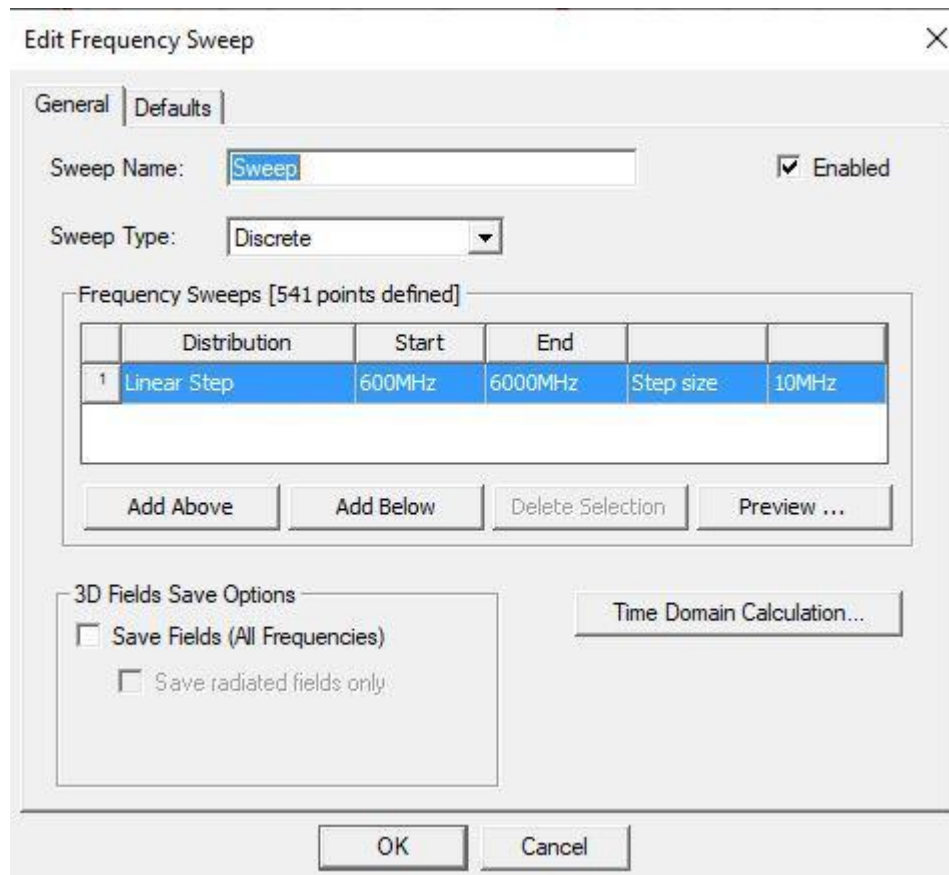 Edit Frequency Sweep
General Defaults
Sweep Name: Sweep Enabled
Sweep Type: Discrete
Frequency Sweeps [541 points defined]
Distribution Start End
1 Linear Step 600MHz 6000MHz Step size 10MHz
Add Above Add Below Delete Selection Preview ...
3D Fields Save Options
Save Fields (All Frequencies)
Time Domain Calculation...
Save radiated fields only
OK Cancel